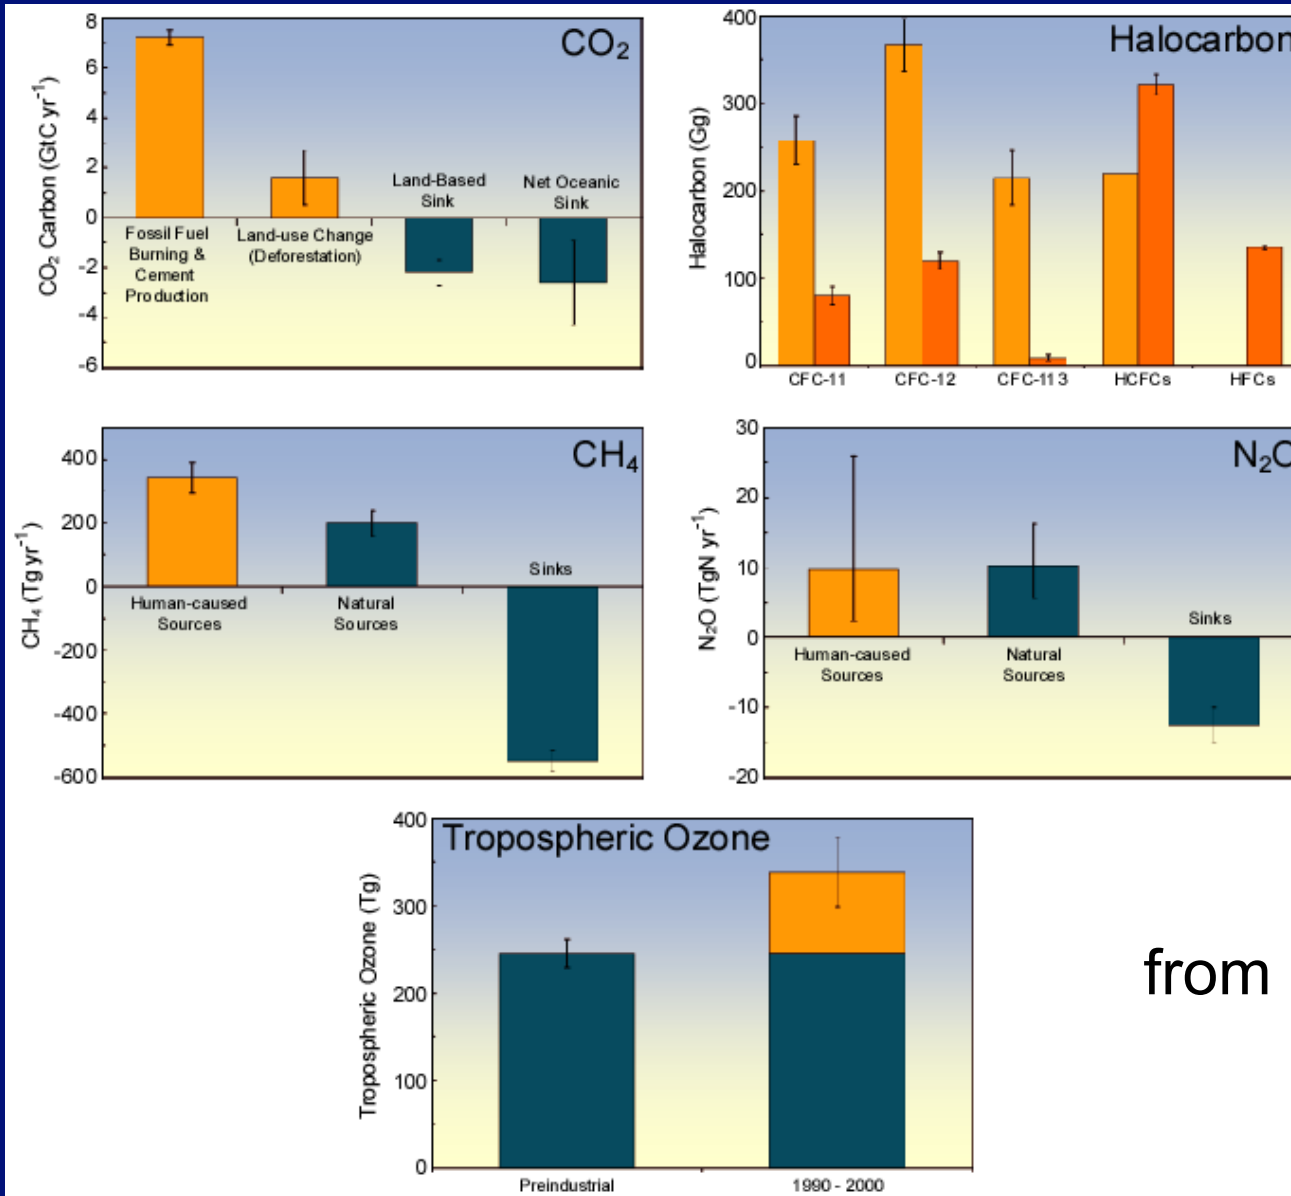 CO₂
CO₂ Carbon (GtC yr⁻¹)
8
6
4
2
0
-2
-4
-6
Fossil Fuel
Burning &
Cement
Production
Land-use Change
(Deforestation)
Land-Based
Sink
Net Oceanic
Sink
Halocarbon
Halocarbon (Gg)
400
300
200
100
0
CFC-11
CFC-12
CFC-113
HCFCs
HFCs
CH₄
CH₄ (Tg yr⁻¹)
400
200
0
-200
-400
-600
Human-caused
Sources
Natural
Sources
Sinks
N₂O
N₂O (TgN yr⁻¹)
30
20
10
0
-10
-20
Human-caused
Sources
Natural
Sources
Sinks
Tropospheric Ozone
Tropospheric Ozone (Tg)
400
300
200
100
0
Preindustrial
1990 - 2000
from